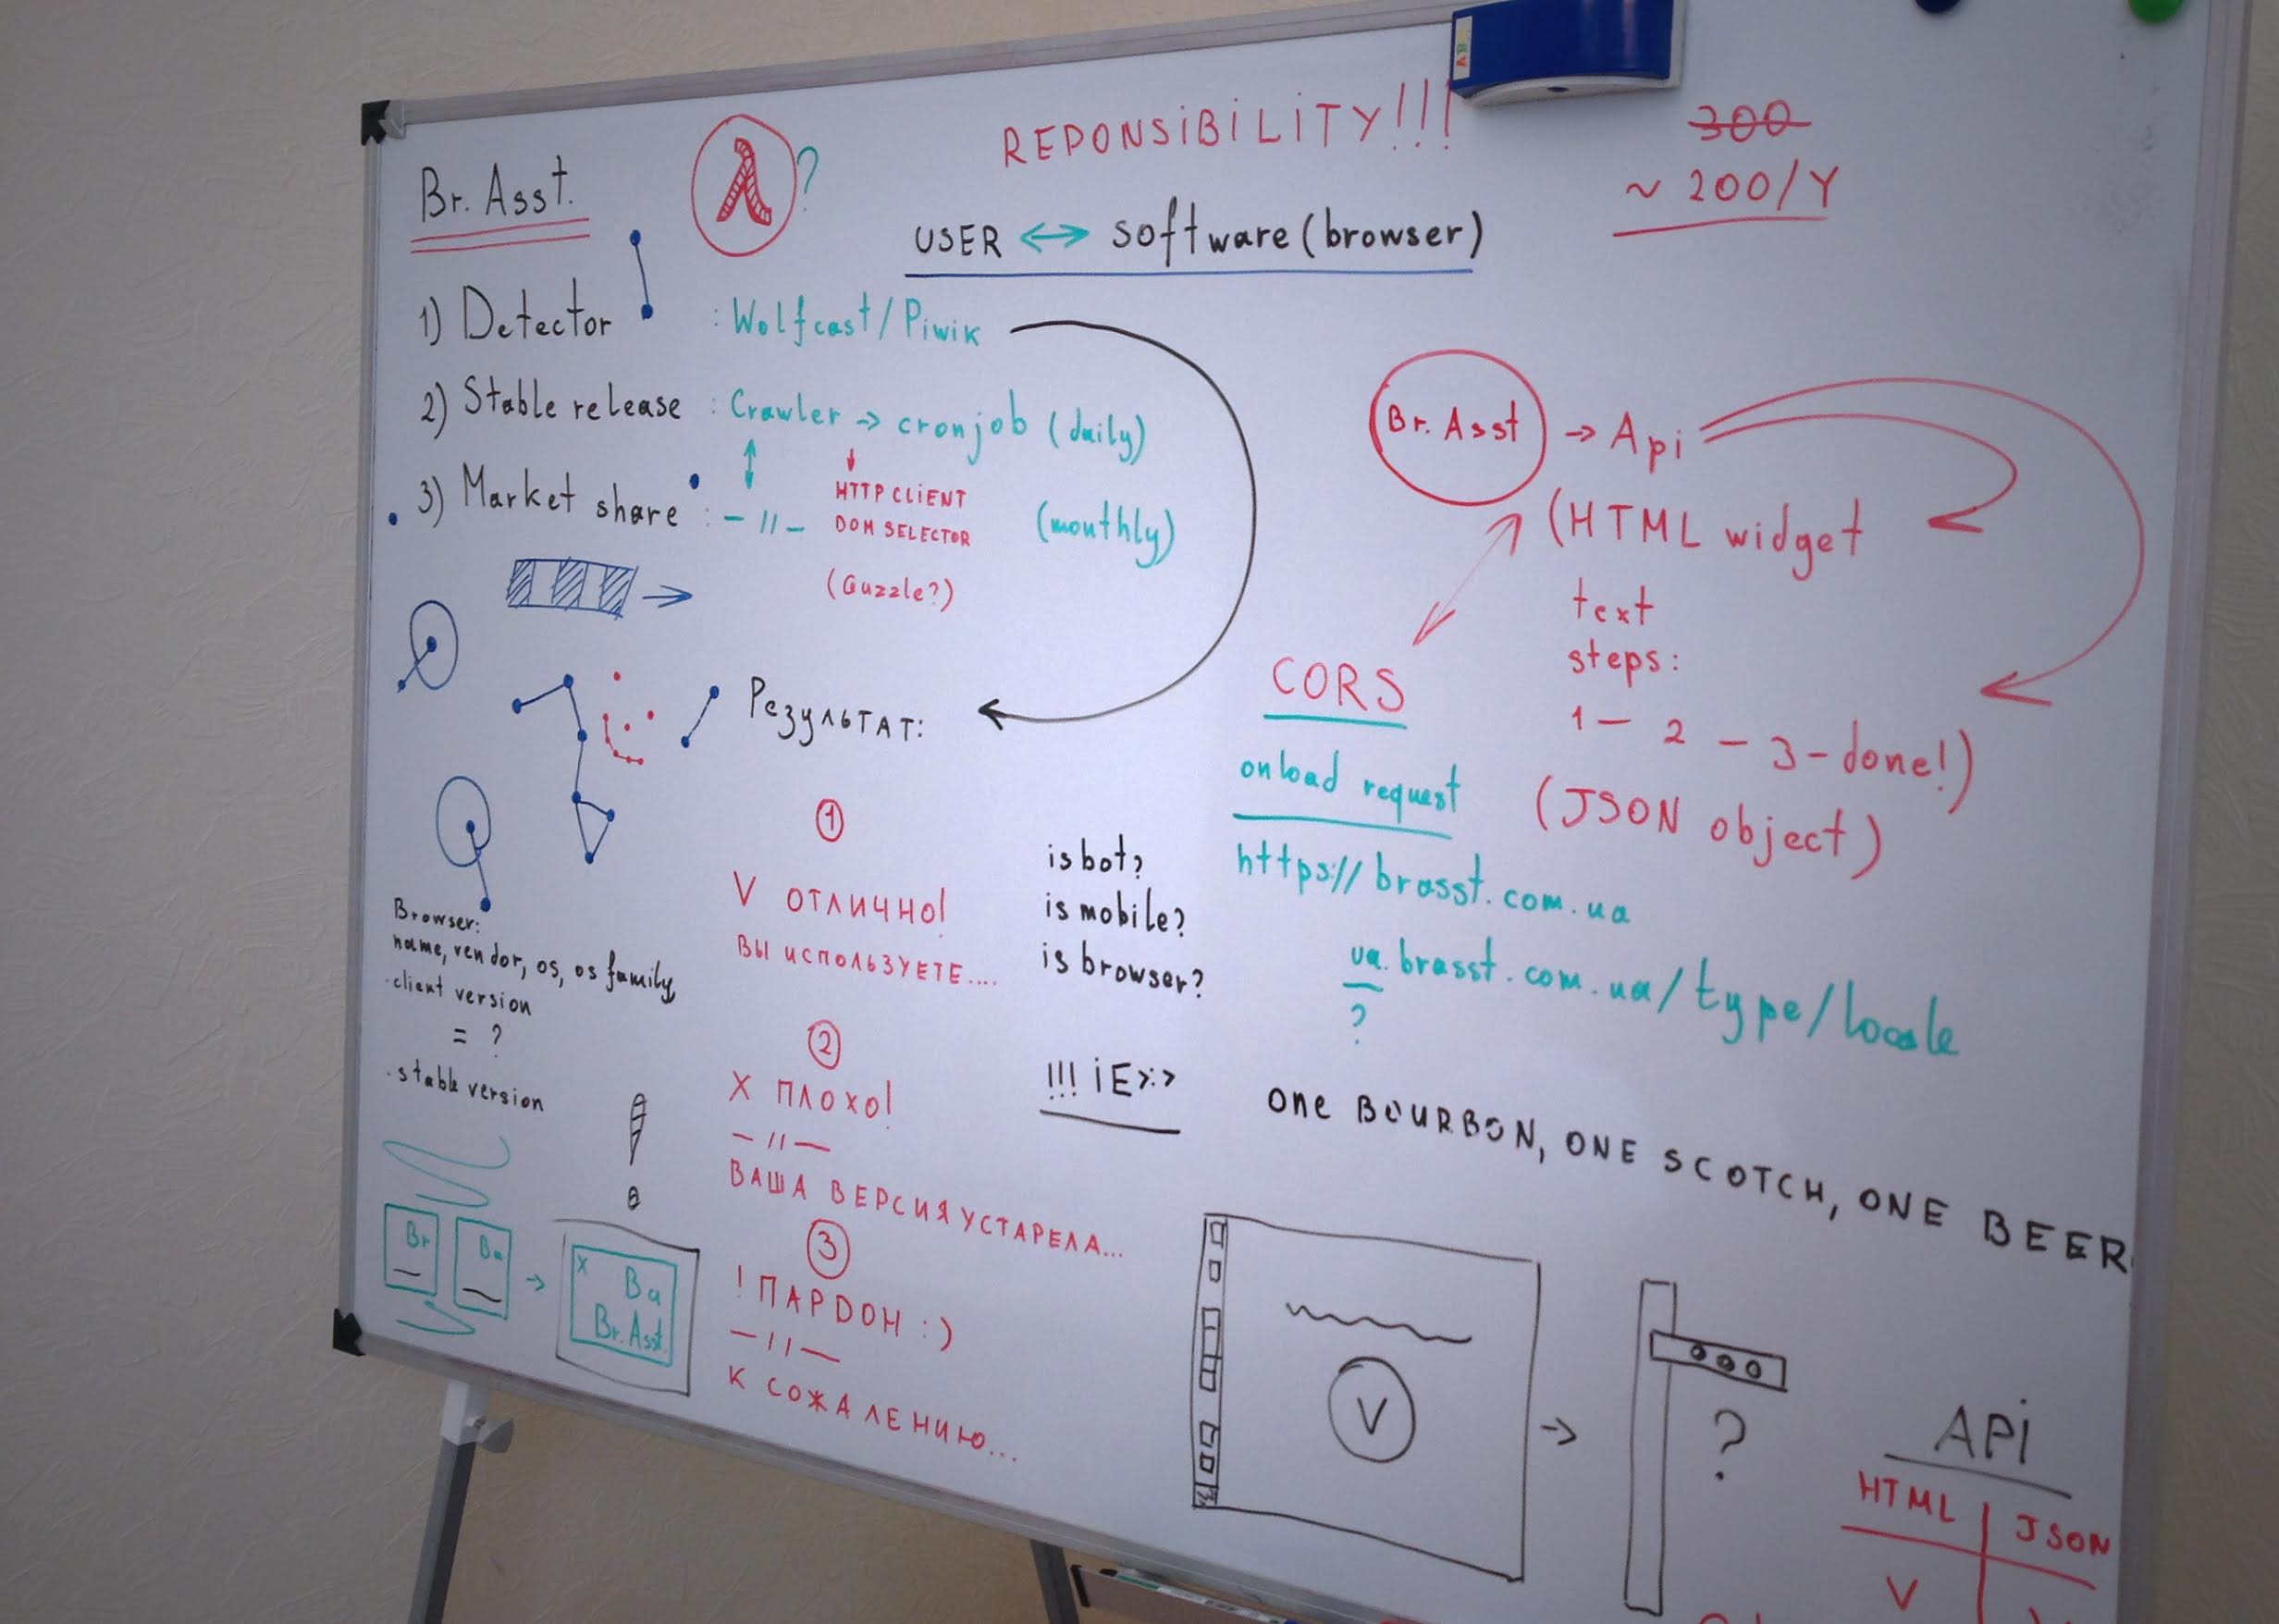 Br. Asst.
λ?
REPONSiBiLiTY!!!
300
~ 200/Y
USER <-> software (browser)
1) Detector : Wolfcast / Piwik
2) Stable release : Crawler -> cronjob (daily)
3) Market share : - 11 - (monthly)
HTTP CLiENT
DOM SELECTOR
(Guzzle?)
Результат:
1
V ОТЛИЧНО!
ВЫ ИСПОЛЬЗУЕТЕ....
2
X ПЛОХО!
- 11 -
ВАША ВЕРСИЯ УСТАРЕЛА...
3
! ПАРДОН :)
- 11 -
К СОЖАЛЕНИЮ...
is bot?
is mobile?
is browser?
!!! iE
Browser:
name, vendor, os, os family,
· client version
= ?
· stable version
Br
Ba
->
x Ba
Br. Asst.
Br. Asst -> Api
(HTML widget
text
steps:
1 - 2 - 3 - done!)
(JSON object)
CORS
onload request
https:// brasst.com.ua
ua.brasst.com.ua/type/locale
?
One BOURBON, ONE SCOTCH, ONE BEER
V
->
?
APi
HTML | JSON
V